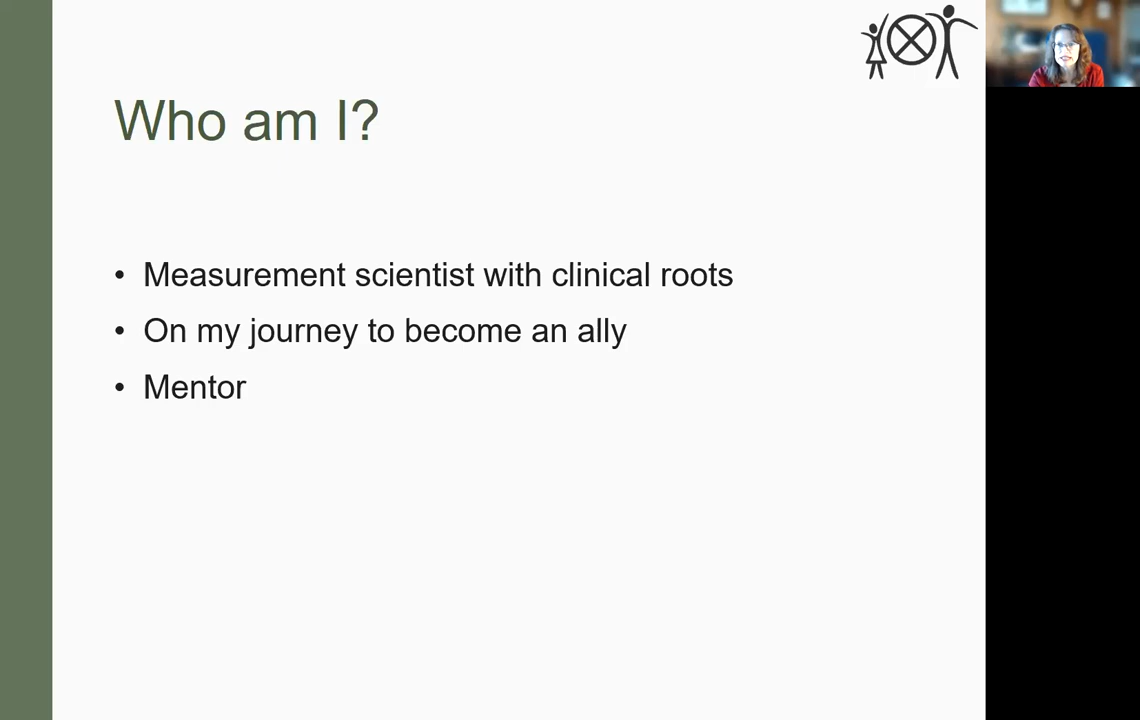 Who am I?
• Measurement scientist with clinical roots
• On my journey to become an ally
• Mentor